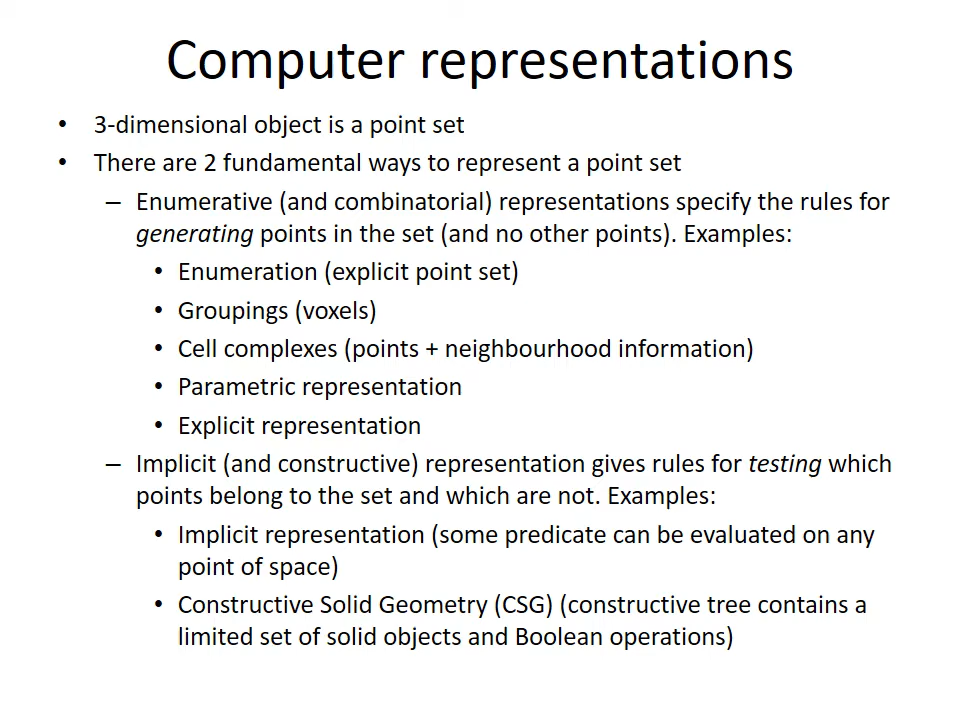 Computer representations
• 3-dimensional object is a point set
• There are 2 fundamental ways to represent a point set
– Enumerative (and combinatorial) representations specify the rules for
generating points in the set (and no other points). Examples:
• Enumeration (explicit point set)
• Groupings (voxels)
• Cell complexes (points + neighbourhood information)
• Parametric representation
• Explicit representation
– Implicit (and constructive) representation gives rules for testing which
points belong to the set and which are not. Examples:
• Implicit representation (some predicate can be evaluated on any
point of space)
• Constructive Solid Geometry (CSG) (constructive tree contains a
limited set of solid objects and Boolean operations)